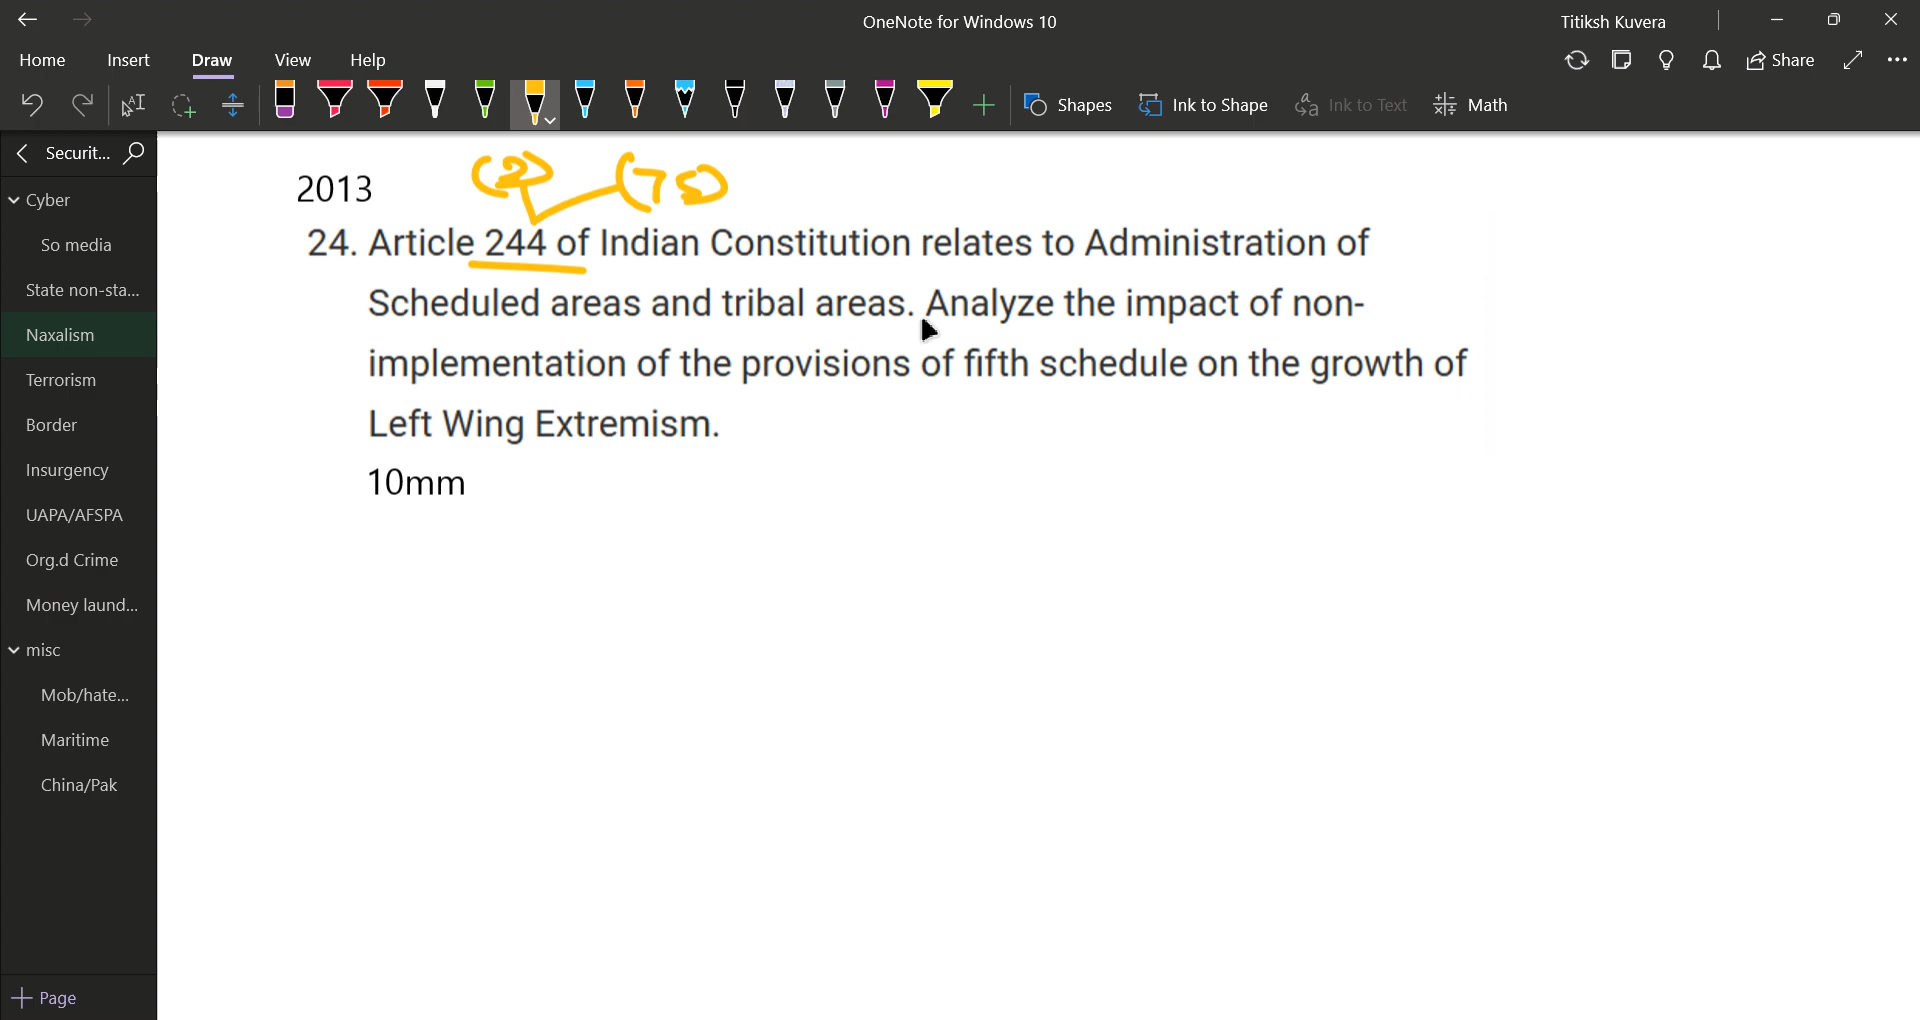 OneNote for Windows 10
Titiksh Kuvera
Home Insert Draw View Help
Share
Shapes Ink to Shape Ink to Text Math
Securit...
Cyber
So media
State non-sta...
Naxalism
Terrorism
Border
Insurgency
UAPA/AFSPA
Org.d Crime
Money laund...
misc
Mob/hate...
Maritime
China/Pak
Page
2013
24. Article 244 of Indian Constitution relates to Administration of
Scheduled areas and tribal areas. Analyze the impact of non-
implementation of the provisions of fifth schedule on the growth of
Left Wing Extremism.
10mm